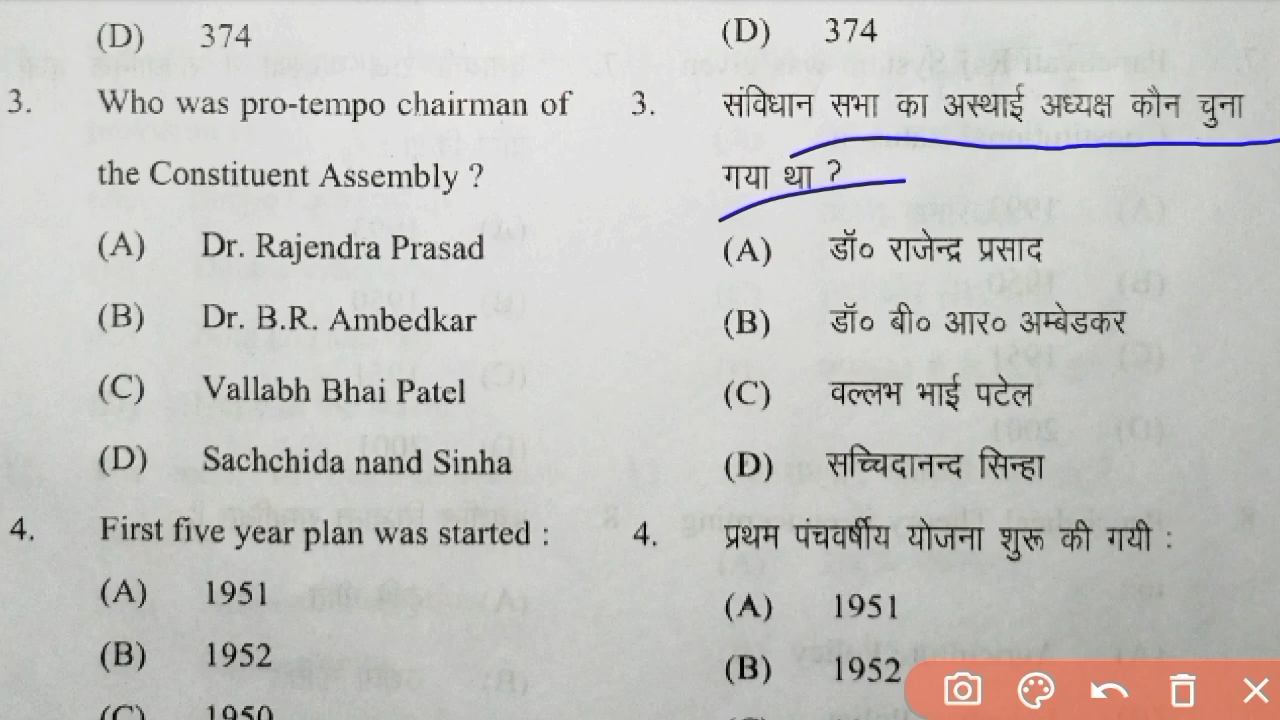 (D) 374
3. Who was pro-tempo chairman of
the Constituent Assembly ?
(A) Dr. Rajendra Prasad
(B) Dr. B.R. Ambedkar
(C) Vallabh Bhai Patel
(D) Sachchida nand Sinha
4. First five year plan was started :
(A) 1951
(B) 1952
(C) 1950
(D) 374
3. संविधान सभा का अस्थाई अध्यक्ष कौन चुना
गया था ?
(A) डॉ० राजेन्द्र प्रसाद
(B) डॉ० बी० आर० अम्बेडकर
(C) वल्लभ भाई पटेल
(D) सच्चिदानन्द सिन्हा
4. प्रथम पंचवर्षीय योजना शुरू की गयी :
(A) 1951
(B) 1952